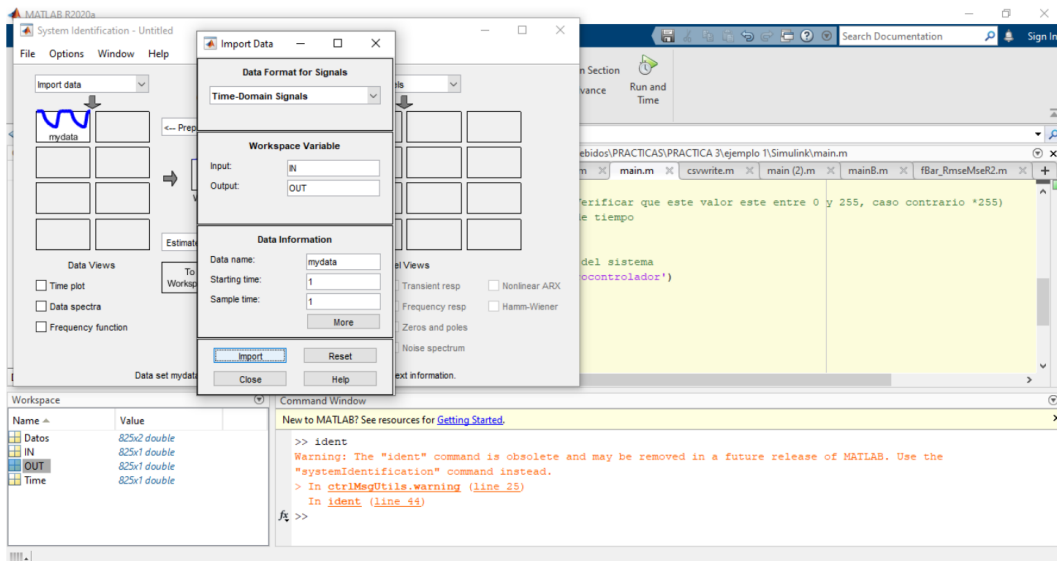 MATLAB R2020a
System Identification - Untitled
File Options Window Help
Import data
mydata
<-- Prep
Estimate
Data Views
To
Worksp
Time plot
Data spectra
Frequency function
Data set mydata
els
el Views
Transient resp
Nonlinear ARX
Frequency resp
Hamm-Wiener
Zeros and poles
Noise spectrum
ext information.
Import Data
Data Format for Signals
Time-Domain Signals
Workspace Variable
Input: IN
Output: OUT
Data Information
Data name: mydata
Starting time: 1
Sample time: 1
More
Import Reset
Close Help
Search Documentation
Sign In
n Section
vance
Run and
Time
ebidos\PRACTICAS\PRACTICA 3\ejemplo 1\Simulink\main.m
m main.m csvwrite.m main (2).m mainB.m fBar_RmseMseR2.m
Verificar que este valor este entre 0 y 255, caso contrario *255)
e tiempo
del sistema
ocontrolador')
Workspace
Name Value
Datos 825x2 double
IN 825x1 double
OUT 825x1 double
Time 825x1 double
Command Window
New to MATLAB? See resources for Getting Started.
>> ident
Warning: The "ident" command is obsolete and may be removed in a future release of MATLAB. Use the
"systemIdentification" command instead.
> In ctrlMsgUtils.warning (line 25)
In ident (line 44)
fx >>